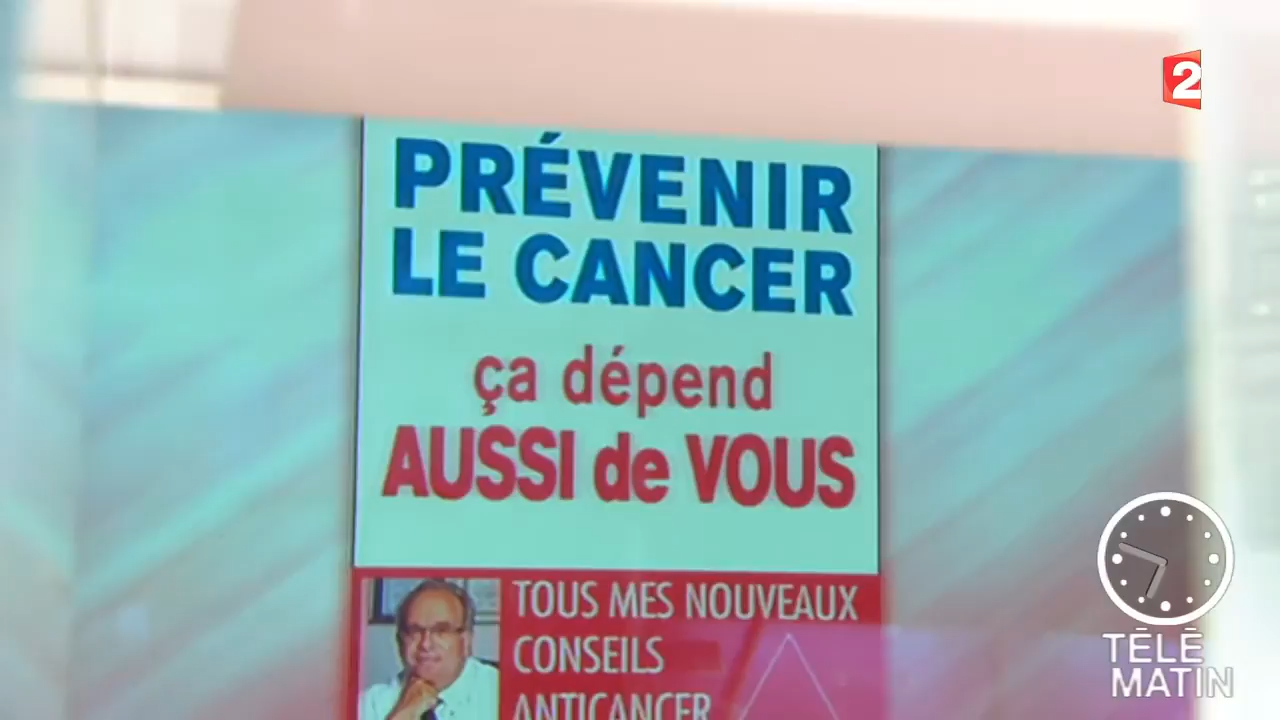 2
PRÉVENIR
LE CANCER
ça dépend
AUSSI de VOUS
TOUS MES NOUVEAUX
CONSEILS
ANTICANCER
TÉLÉ
MATIN